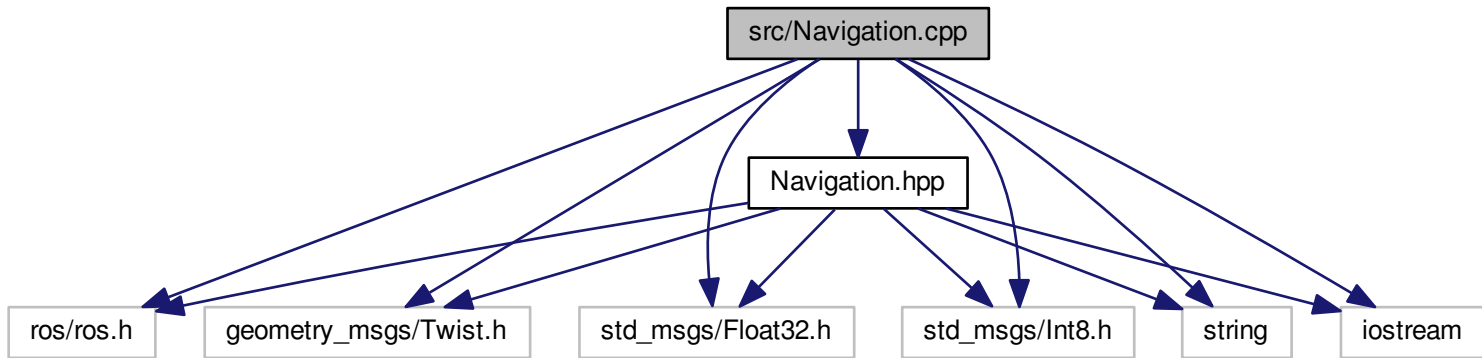 src/Navigation.cpp
Navigation.hpp
ros/ros.h
geometry_msgs/Twist.h
std_msgs/Float32.h
std_msgs/Int8.h
string
iostream